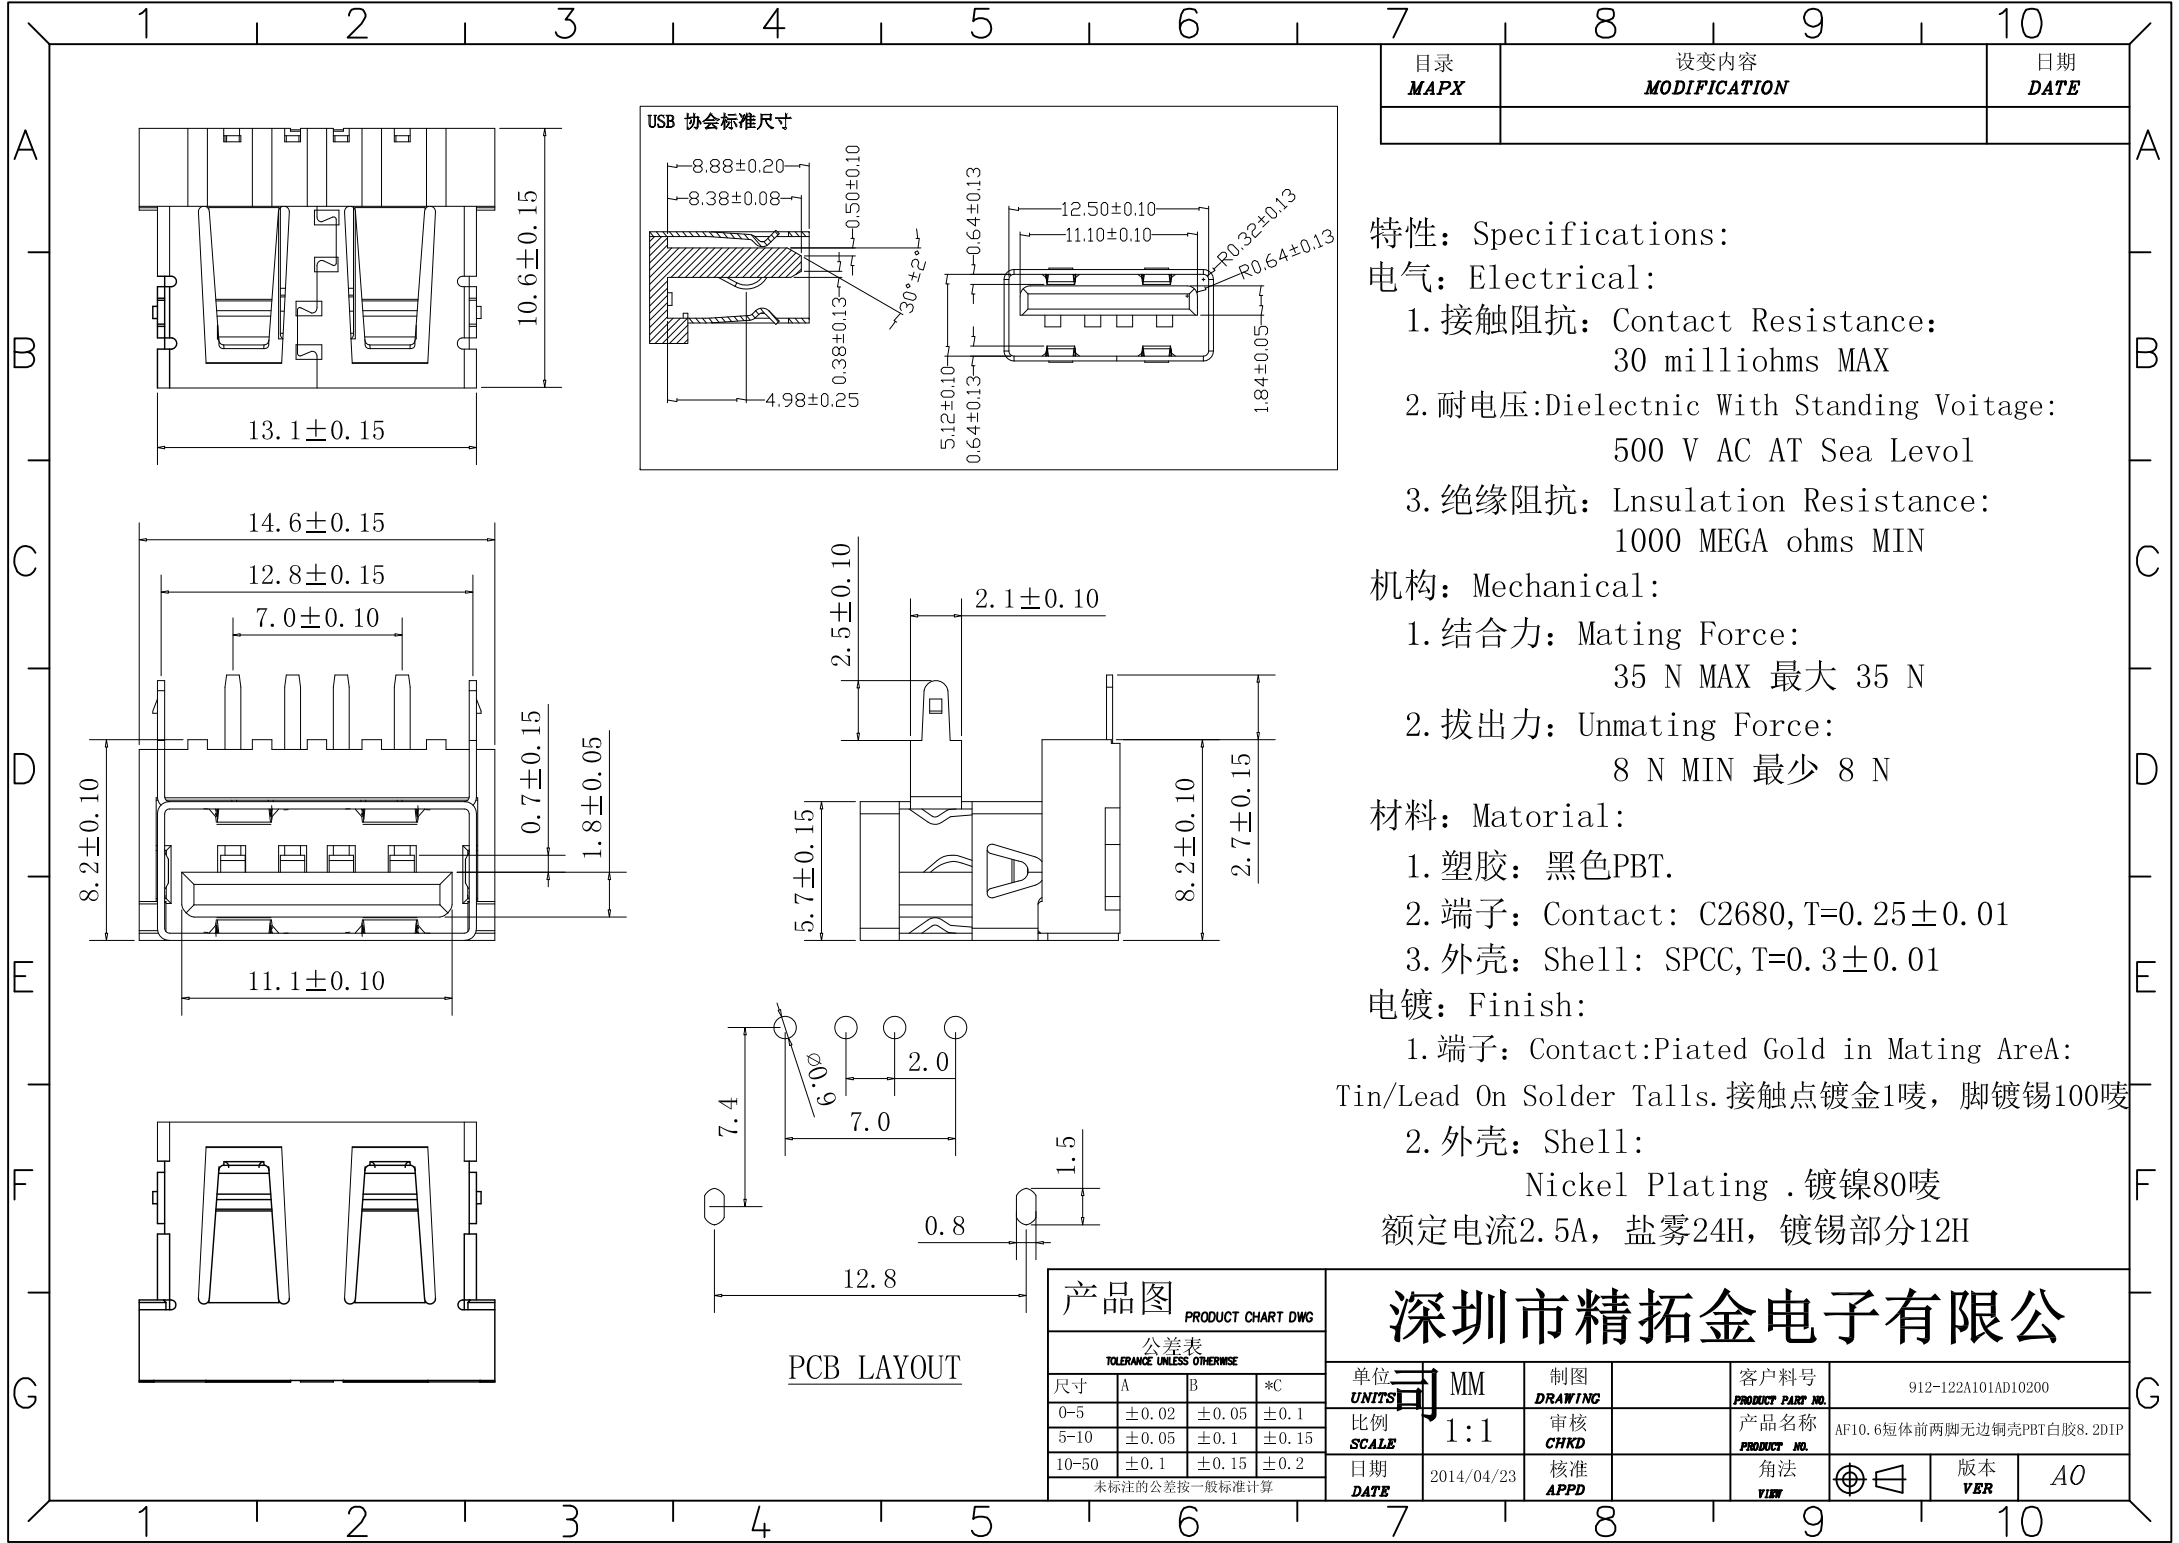 1 2 3 4 5 6 7 8 9 10
A A
B B
C C
D D
E E
F F
G G
目录 设变内容 日期
MAPX MODIFICATION DATE
10.6±0.15
13.1±0.15
USB 协会标准尺寸
8.88±0.20
8.38±0.08
0.50±0.10
30°±2°
0.38±0.13
4.98±0.25
0.64±0.13
12.50±0.10
11.10±0.10
R0.32±0.13
R0.64±0.13
1.84±0.05
5.12±0.10
0.64±0.13
14.6±0.15
12.8±0.15
7.0±0.10
0.7±0.15
1.8±0.05
8.2±0.10
11.1±0.10
2.5±0.10
2.1±0.10
5.7±0.15
8.2±0.10
2.7±0.15
Ø0.9
2.0
7.0
7.4
1.5
0.8
12.8
PCB LAYOUT
特性：Specifications:
电气：Electrical:
1.接触阻抗：Contact Resistance：
30 milliohms MAX
2.耐电压:Dielectnic With Standing Voitage:
500 V AC AT Sea Levol
3.绝缘阻抗：Lnsulation Resistance:
1000 MEGA ohms MIN
机构：Mechanical:
1.结合力：Mating Force:
35 N MAX 最大 35 N
2.拔出力：Unmating Force:
8 N MIN 最少 8 N
材料：Matorial:
1.塑胶：黑色PBT.
2.端子：Contact: C2680,T=0.25±0.01
3.外壳：Shell: SPCC,T=0.3±0.01
电镀：Finish:
1.端子：Contact:Piated Gold in Mating AreA:
Tin/Lead On Solder Talls.接触点镀金1唛，脚镀锡100唛
2.外壳：Shell:
Nickel Plating .镀镍80唛
额定电流2.5A，盐雾24H，镀锡部分12H
产品图 PRODUCT CHART DWG
公差表
TOLERANCE UNLESS OTHERWISE
尺寸 A B *C
0-5 ±0.02 ±0.05 ±0.1
5-10 ±0.05 ±0.1 ±0.15
10-50 ±0.1 ±0.15 ±0.2
未标注的公差按一般标准计算
深圳市精拓金电子有限公
司
单位 UNITS MM 制图 DRAWING 客户料号 PRODUCT PART NO. 912-122A101AD10200
比例 SCALE 1:1 审核 CHKD 产品名称 PRODUCT NO. AF10.6短体前两脚无边铜壳PBT白胶8.2DIP
日期 DATE 2014/04/23 核准 APPD 角法 VIEW 版本 VER A0
1 2 3 4 5 6 7 8 9 10